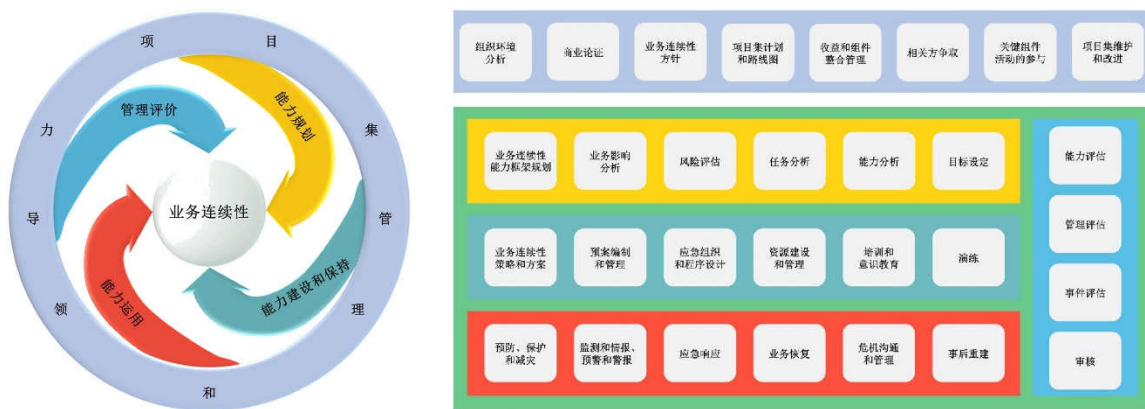 项目集管理和领导力
管理评价
能力规划
业务连续性
能力运用
能力建设和保持
组织环境
分析
商业论证
业务连续性
方针
项目集计划
和路线图
收益和组件
整合管理
相关方争取
关键组件
活动的参与
项目集维护
和改进
业务连续性
能力框架规划
业务影响
分析
风险评估
任务分析
能力分析
目标设定
业务连续性
策略和方案
预案编制
和管理
应急组织
和程序设计
资源建设
和管理
培训和
意识教育
演练
预防、保护
和减灾
监测和情报、
预警和警报
应急响应
业务恢复
危机沟通
和管理
事后重建
能力评估
管理评估
事件评估
审核